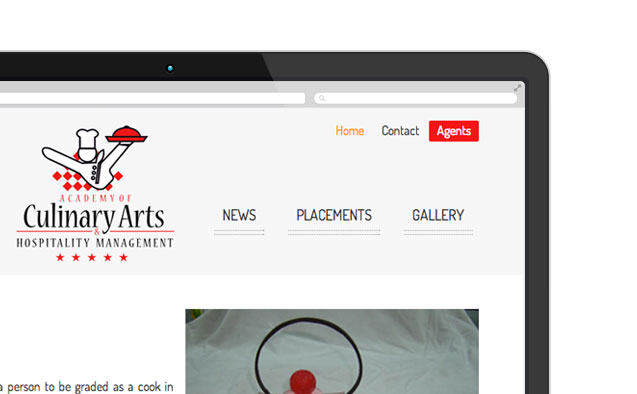 Home Contact Agents
ACADEMY OF
Culinary Arts
&
HOSPITALITY MANAGEMENT
NEWS PLACEMENTS GALLERY
a person to be graded as a cook in